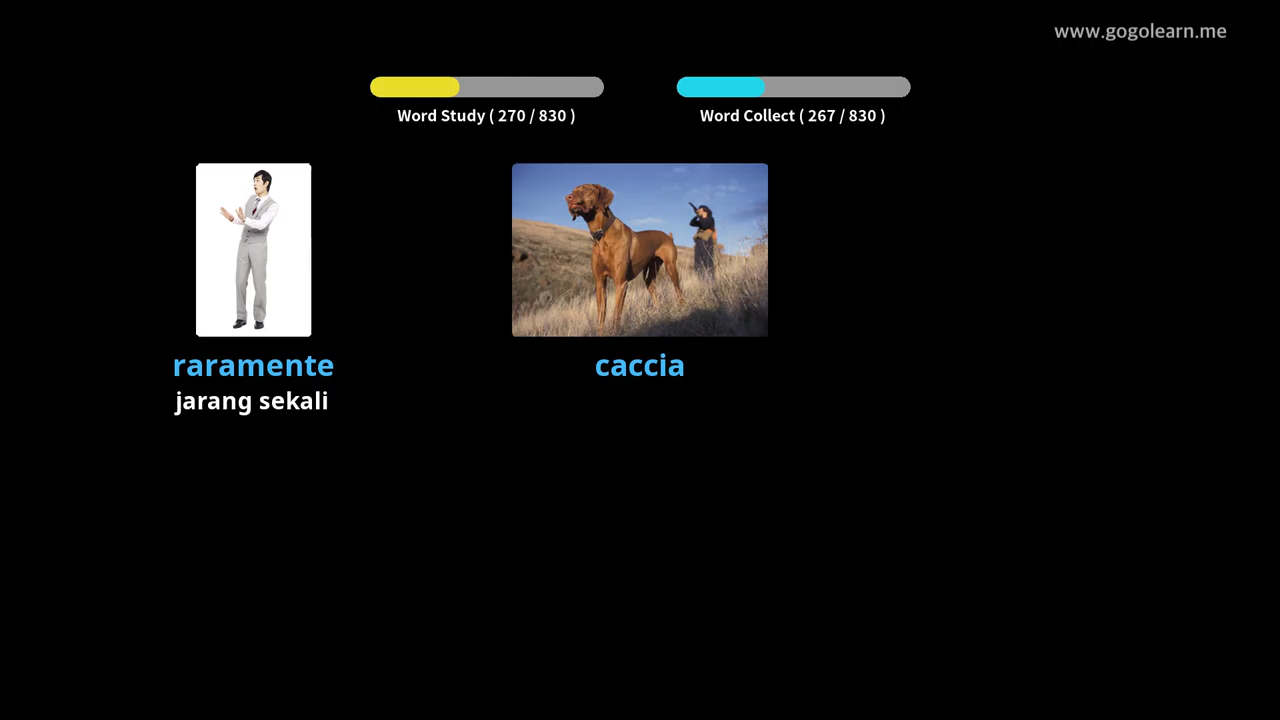 www.gogolearn.me
Word Study ( 270 / 830 )
Word Collect ( 267 / 830 )
raramente
jarang sekali
caccia